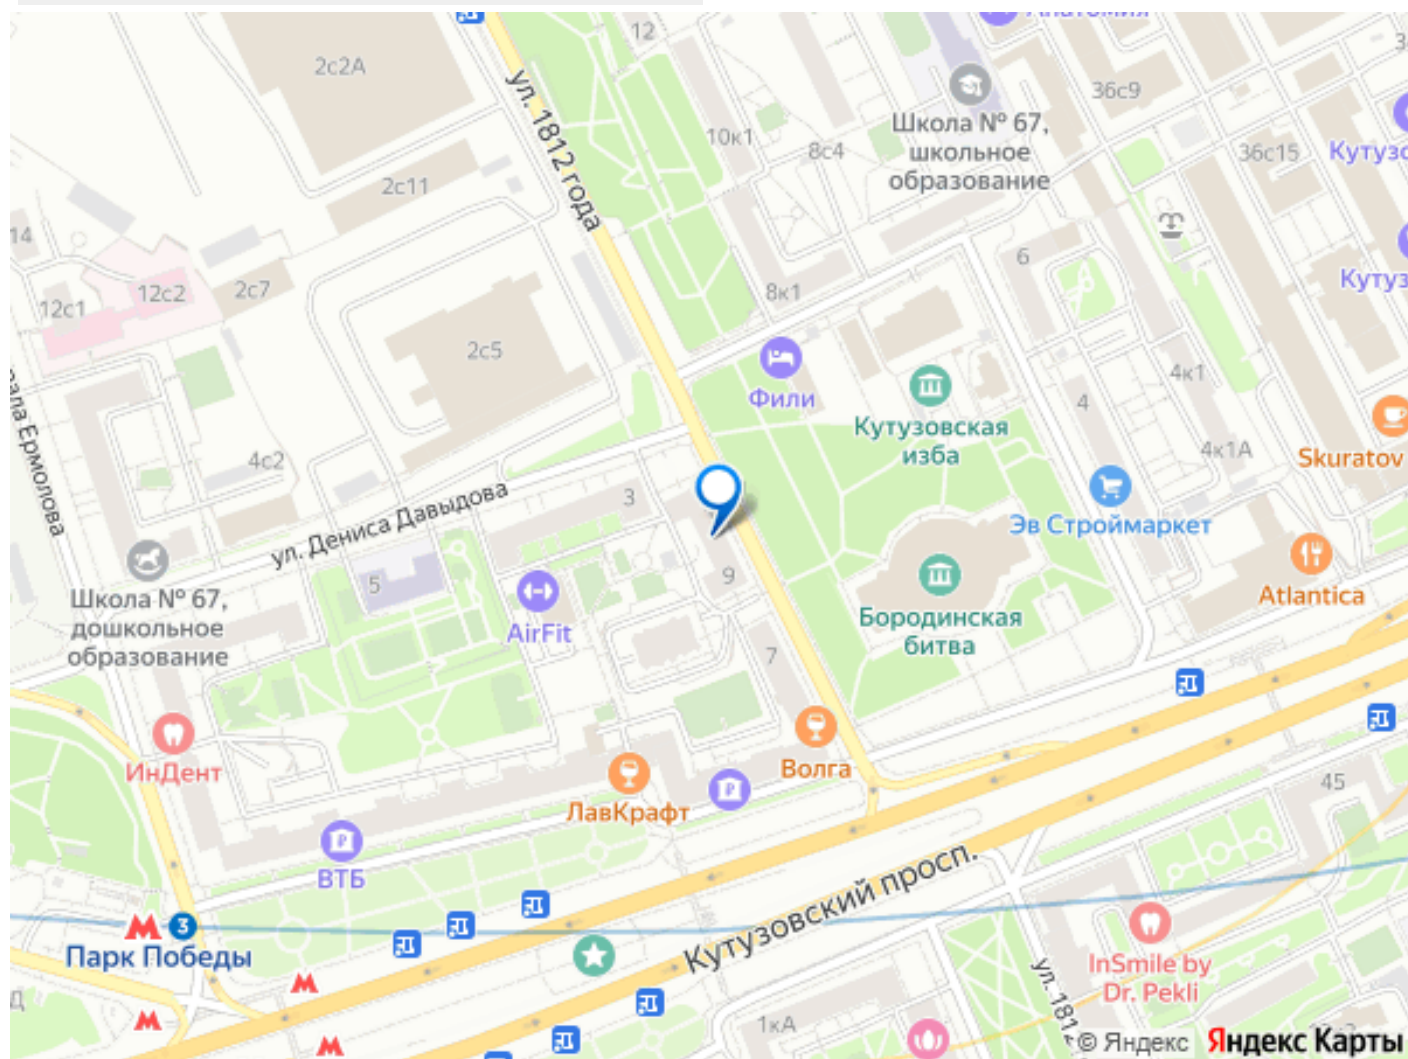 12
2с2А
ул. 1812 года
36с9
Школа № 67,
школьное
образование
10к1
8с4
36с15
2с11
14
12с1
12с2
2с7
6
8к1
2с5
Фили
Кутузовская
изба
4к1
4
4к1А
Skuratov
4с2
ул. Дениса Давыдова
3
Эв Строймаркет
5
9
Школа № 67,
дошкольное
образование
AirFit
Бородинская
битва
Atlantica
7
ИнДент
Волга
ЛавКрафт
45
ВТБ
Кутузовский просп.
3
Парк Победы
InSmile by
Dr. Pekli
ул. 1812
1кА
© Яндекс Яндекс Карты